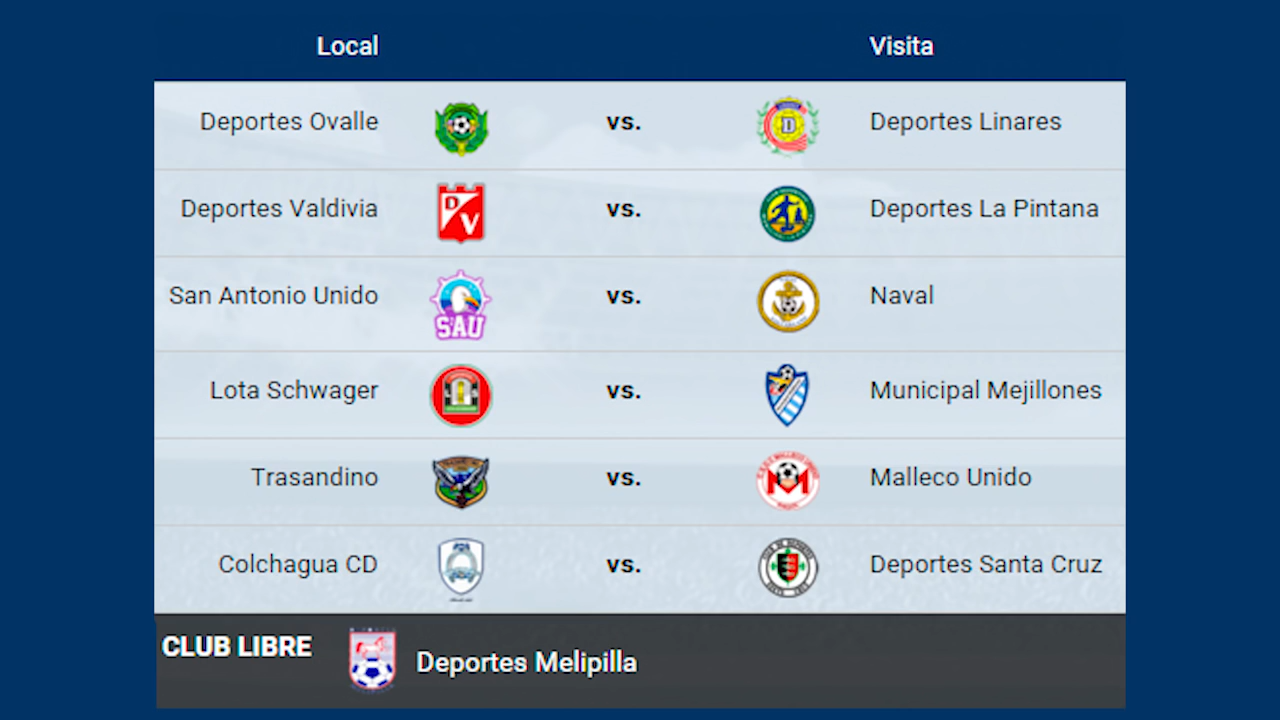 Local Visita
Deportes Ovalle vs. Deportes Linares
Deportes Valdivia vs. Deportes La Pintana
San Antonio Unido SAU vs. Naval
Lota Schwager vs. Municipal Mejillones
Trasandino vs. Malleco Unido
Colchagua CD vs. Deportes Santa Cruz
CLUB LIBRE Deportes Melipilla